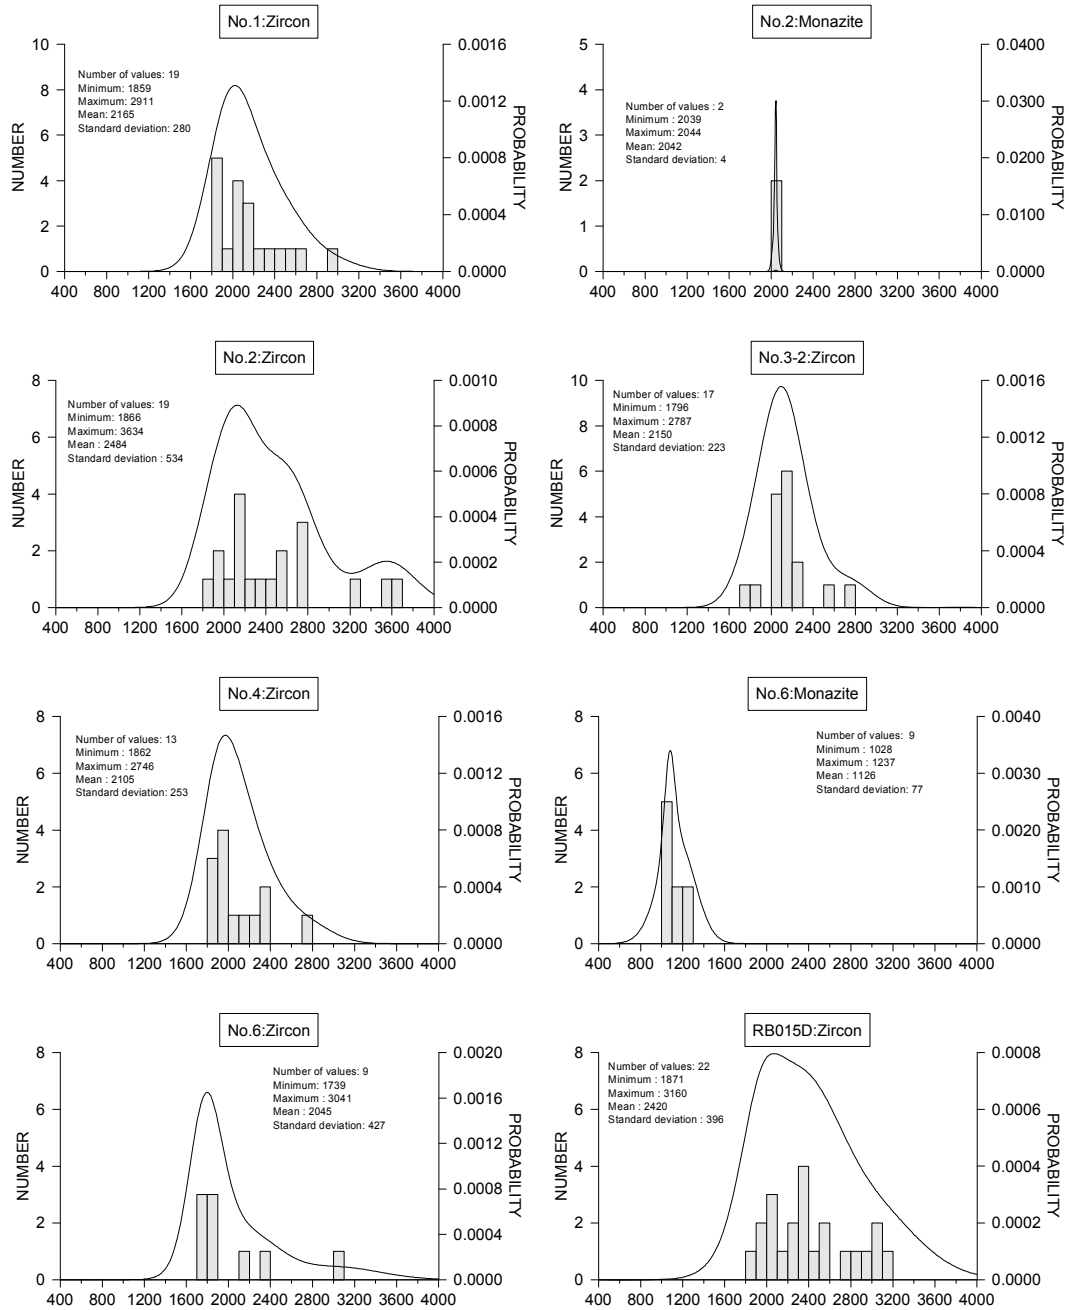 No.1:Zircon
10
8
6
4
2
0
NUMBER
Number of values: 19
Minimum: 1859
Maximum: 2911
Mean: 2165
Standard deviation: 280
0.0016
0.0012
0.0008
0.0004
0.0000
PROBABILITY
400 800 1200 1600 2000 2400 2800 3200 3600 4000
No.2:Monazite
5
4
3
2
1
0
NUMBER
Number of values : 2
Minimum : 2039
Maximum: 2044
Mean: 2042
Standard deviation: 4
0.0400
0.0300
0.0200
0.0100
0.0000
PROBABILITY
400 800 1200 1600 2000 2400 2800 3200 3600 4000
No.2:Zircon
8
6
4
2
0
NUMBER
Number of values: 19
Minimum: 1866
Maximum: 3634
Mean : 2484
Standard deviation : 534
0.0010
0.0008
0.0006
0.0004
0.0002
0.0000
PROBABILITY
400 800 1200 1600 2000 2400 2800 3200 3600 4000
No.3-2:Zircon
10
8
6
4
2
0
NUMBER
Number of values: 17
Minimum : 1796
Maximum : 2787
Mean : 2150
Standard deviation: 223
0.0016
0.0012
0.0008
0.0004
0.0000
PROBABILITY
400 800 1200 1600 2000 2400 2800 3200 3600 4000
No.4:Zircon
8
6
4
2
0
NUMBER
Number of values: 13
Minimum : 1862
Maximum : 2746
Mean : 2105
Standard deviation: 253
0.0016
0.0012
0.0008
0.0004
0.0000
PROBABILITY
400 800 1200 1600 2000 2400 2800 3200 3600 4000
No.6:Monazite
8
6
4
2
0
NUMBER
Number of values: 9
Minimum : 1028
Maximum : 1237
Mean : 1126
Standard deviation: 77
0.0040
0.0030
0.0020
0.0010
0.0000
PROBABILITY
400 800 1200 1600 2000 2400 2800 3200 3600 4000
No.6:Zircon
8
6
4
2
0
NUMBER
Number of values: 9
Minimum: 1739
Maximum : 3041
Mean : 2045
Standard deviation: 427
0.0020
0.0016
0.0012
0.0008
0.0004
0.0000
PROBABILITY
400 800 1200 1600 2000 2400 2800 3200 3600 4000
RB015D:Zircon
8
6
4
2
0
NUMBER
Number of values: 22
Minimum : 1871
Maximum : 3160
Mean : 2420
Standard deviation : 396
0.0008
0.0006
0.0004
0.0002
0.0000
PROBABILITY
400 800 1200 1600 2000 2400 2800 3200 3600 4000